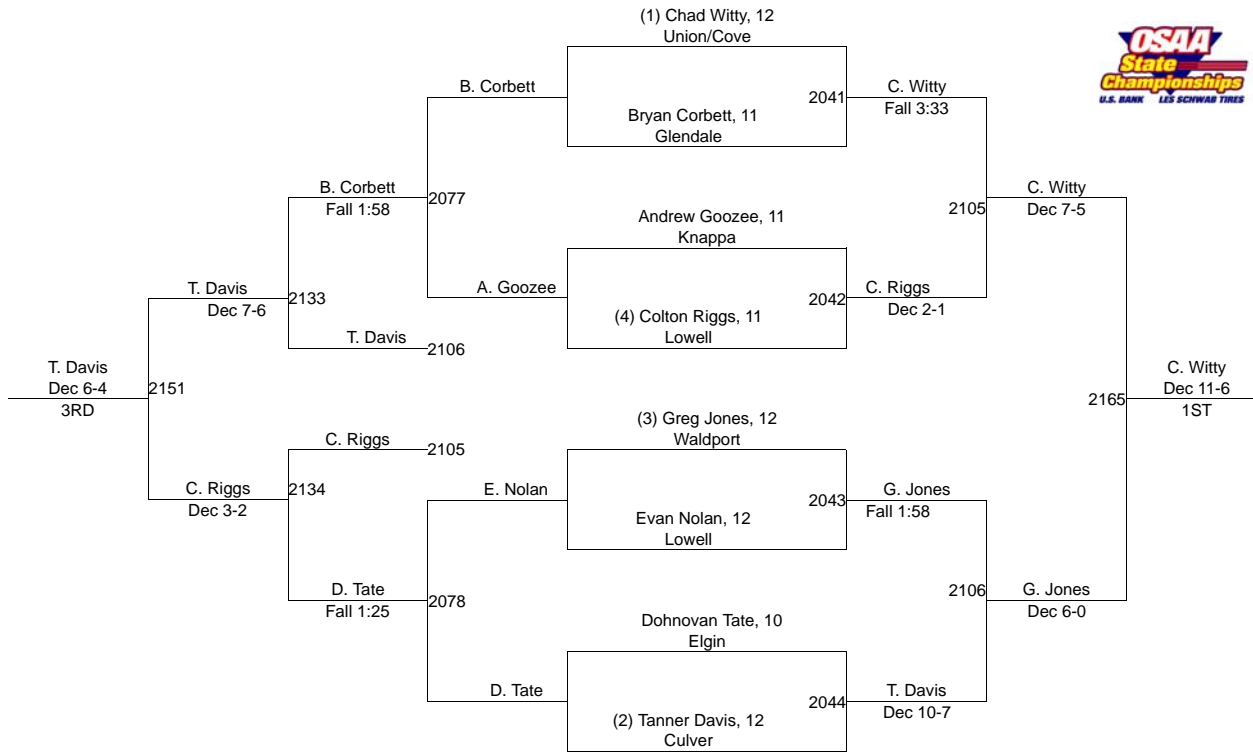 (1) Chad Witty, 12
Union/Cove
OSAA
State
Championships
U.S. BANK LES SCHWAB TIRES
B. Corbett
2041
C. Witty
Fall 3:33
Bryan Corbett, 11
Glendale
B. Corbett
Fall 1:58
2077
2105
C. Witty
Dec 7-5
Andrew Goozee, 11
Knappa
T. Davis
Dec 7-6
2133
A. Goozee
2042
C. Riggs
Dec 2-1
(4) Colton Riggs, 11
Lowell
T. Davis
2106
T. Davis
Dec 6-4
3RD
2151
2165
C. Witty
Dec 11-6
1ST
(3) Greg Jones, 12
Waldport
C. Riggs
2105
C. Riggs
Dec 3-2
2134
E. Nolan
2043
G. Jones
Fall 1:58
Evan Nolan, 12
Lowell
D. Tate
Fall 1:25
2078
2106
G. Jones
Dec 6-0
Dohnovan Tate, 10
Elgin
D. Tate
2044
T. Davis
Dec 10-7
(2) Tanner Davis, 12
Culver